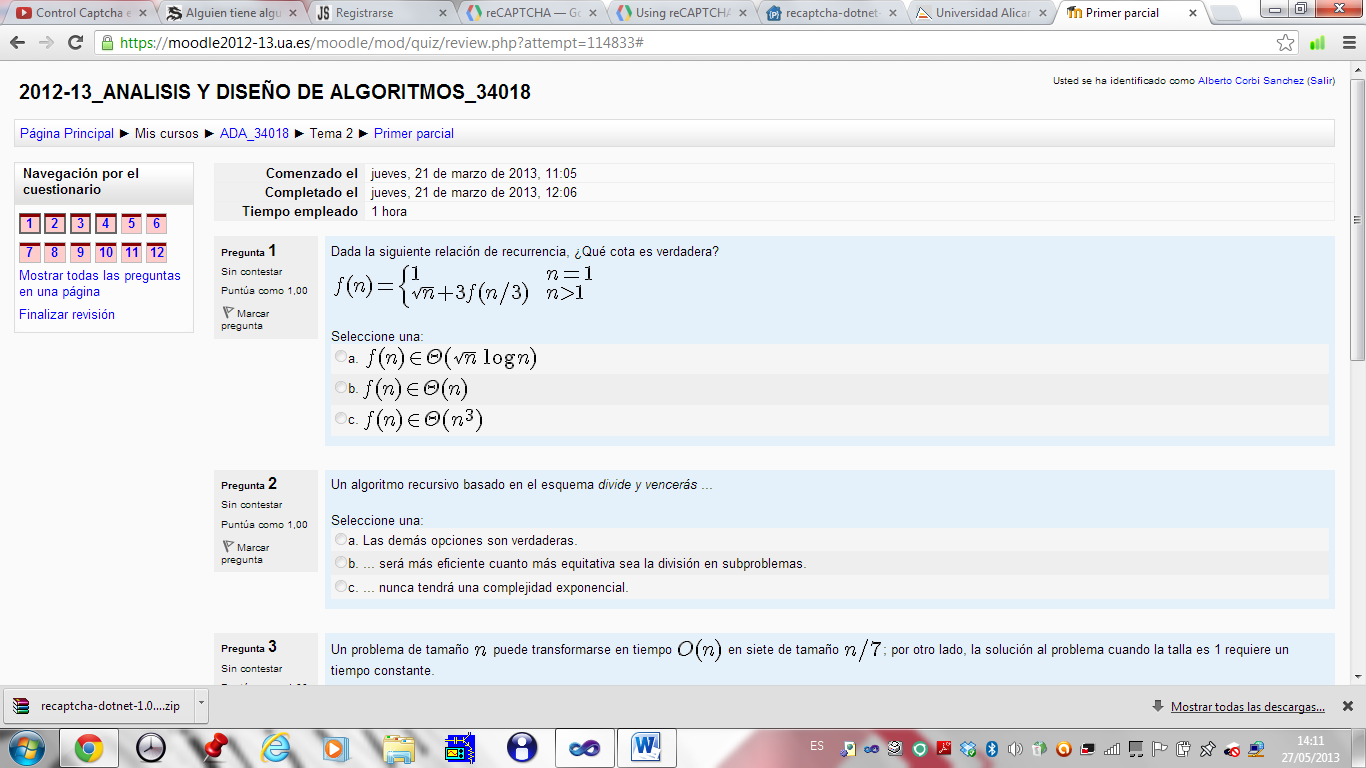 Control Captcha e
Alguien tiene algu
Registrarse
reCAPTCHA — Go
Using reCAPTCHA
recaptcha-dotnet-
Universidad Alican
Primer parcial
https://moodle2012-13.ua.es/moodle/mod/quiz/review.php?attempt=114833#
2012-13_ANALISIS Y DISEÑO DE ALGORITMOS_34018
Usted se ha identificado como Alberto Corbi Sanchez (Salir)
Página Principal ► Mis cursos ► ADA_34018 ► Tema 2 ► Primer parcial
Navegación por el
cuestionario
1 2 3 4 5 6
7 8 9 10 11 12
Mostrar todas las preguntas
en una página
Finalizar revisión
Comenzado el jueves, 21 de marzo de 2013, 11:05
Completado el jueves, 21 de marzo de 2013, 12:06
Tiempo empleado 1 hora
Pregunta 1
Sin contestar
Puntúa como 1,00
Marcar
pregunta
Dada la siguiente relación de recurrencia, ¿Qué cota es verdadera?
f(n) = { 1 n = 1
√n+3f(n/3) n>1
Seleccione una:
a. f(n) ∈ Θ(√n log n)
b. f(n) ∈ Θ(n)
c. f(n) ∈ Θ(n³)
Pregunta 2
Sin contestar
Puntúa como 1,00
Marcar
pregunta
Un algoritmo recursivo basado en el esquema divide y vencerás ...
Seleccione una:
a. Las demás opciones son verdaderas.
b. ... será más eficiente cuanto más equitativa sea la división en subproblemas.
c. ... nunca tendrá una complejidad exponencial.
Pregunta 3
Sin contestar
Un problema de tamaño n puede transformarse en tiempo O(n) en siete de tamaño n/7; por otro lado, la solución al problema cuando la talla es 1 requiere un
tiempo constante.
recaptcha-dotnet-1.0....zip
Mostrar todas las descargas...
ES
14:11
27/05/2013